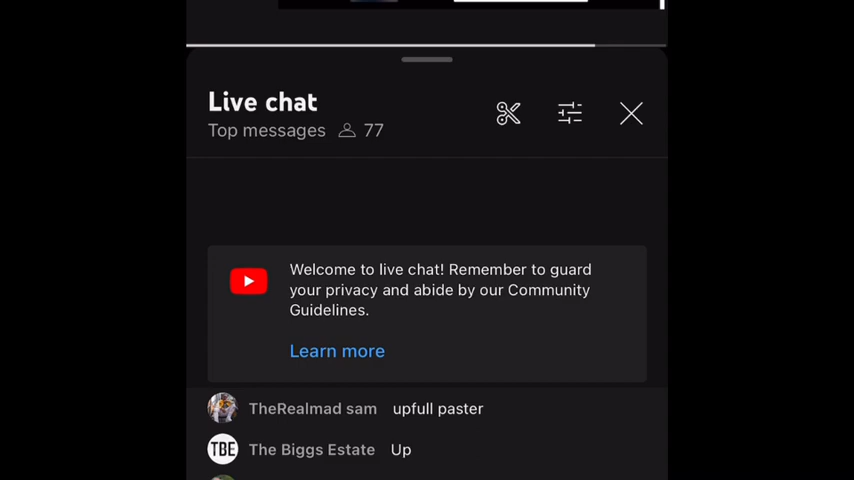 Live chat
Top messages 77
Welcome to live chat! Remember to guard
your privacy and abide by our Community
Guidelines.
Learn more
TheRealmad sam upfull paster
TBE The Biggs Estate Up